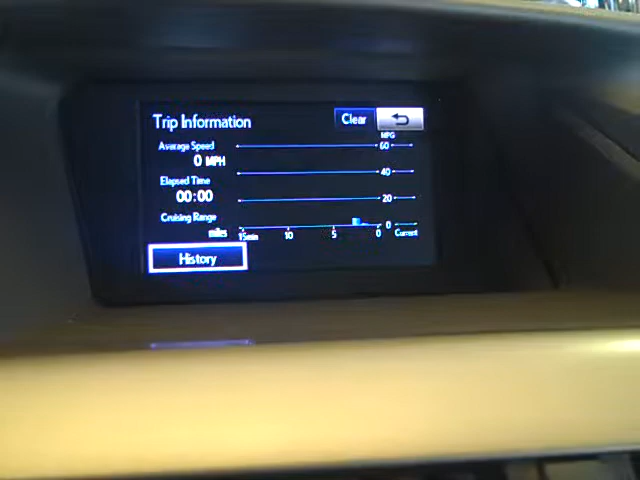 Trip Information
Clear
MPG
Average Speed
60
0 MPH
40
Elapsed Time
00:00
20
Cruising Range
0
miles
15min 10 5 0 Current
History